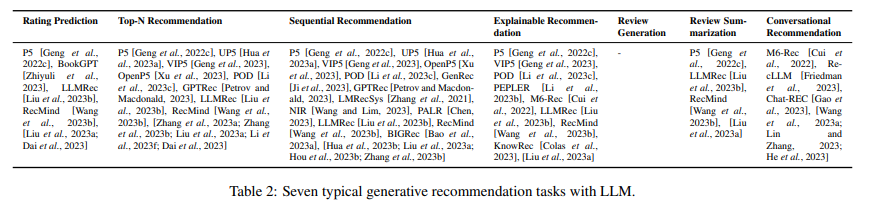 Rating Prediction
P5 [Geng et al.,
2022c], BookGPT
[Zhiyuli et al.,
2023], LLMRec
[Liu et al., 2023b],
RecMind [Wang
et al., 2023b],
[Liu et al., 2023a;
Dai et al., 2023]
Top-N Recommendation
P5 [Geng et al., 2022c], UP5 [Hua
et al., 2023a], VIP5 [Geng et al., 2023],
OpenP5 [Xu et al., 2023], POD [Li
et al., 2023c], GPTRec [Petrov and
Macdonald, 2023], LLMRec [Liu et
al., 2023b], RecMind [Wang et al.,
2023b], [Zhang et al., 2023a; Zhang
et al., 2023b; Liu et al., 2023a; Li et
al., 2023f; Dai et al., 2023]
Sequential Recommendation
P5 [Geng et al., 2022c], UP5 [Hua et al.,
2023a], VIP5 [Geng et al., 2023], OpenP5 [Xu
et al., 2023], POD [Li et al., 2023c], GenRec
[Ji et al., 2023], GPTRec [Petrov and Macdon-
ald, 2023], LMRecSys [Zhang et al., 2021],
NIR [Wang and Lim, 2023], PALR [Chen,
2023], LLMRec [Liu et al., 2023b], RecMind
[Wang et al., 2023b], BIGRec [Bao et al.,
2023a], [Hua et al., 2023b; Liu et al., 2023a;
Hou et al., 2023b; Zhang et al., 2023b]
Explainable Recommen-
dation
P5 [Geng et al., 2022c],
VIP5 [Geng et al., 2023],
POD [Li et al., 2023c],
PEPLER [Li et al.,
2023b], M6-Rec [Cui et
al., 2022], LLMRec [Liu
et al., 2023b], RecMind
[Wang et al., 2023b],
KnowRec [Colas et al.,
2023], [Liu et al., 2023a]
Review
Generation
-
Review Sum-
marization
P5 [Geng et
al., 2022c],
LLMRec [Liu
et al., 2023b],
RecMind
[Wang et al.,
2023b], [Liu
et al., 2023a]
Conversational
Recommendation
M6-Rec [Cui et
al., 2022], Re-
cLLM [Friedman
et al., 2023],
Chat-REC [Gao
et al., 2023], [Wang
et al., 2023a;
Lin and
Zhang, 2023;
He et al., 2023]
Table 2: Seven typical generative recommendation tasks with LLM.